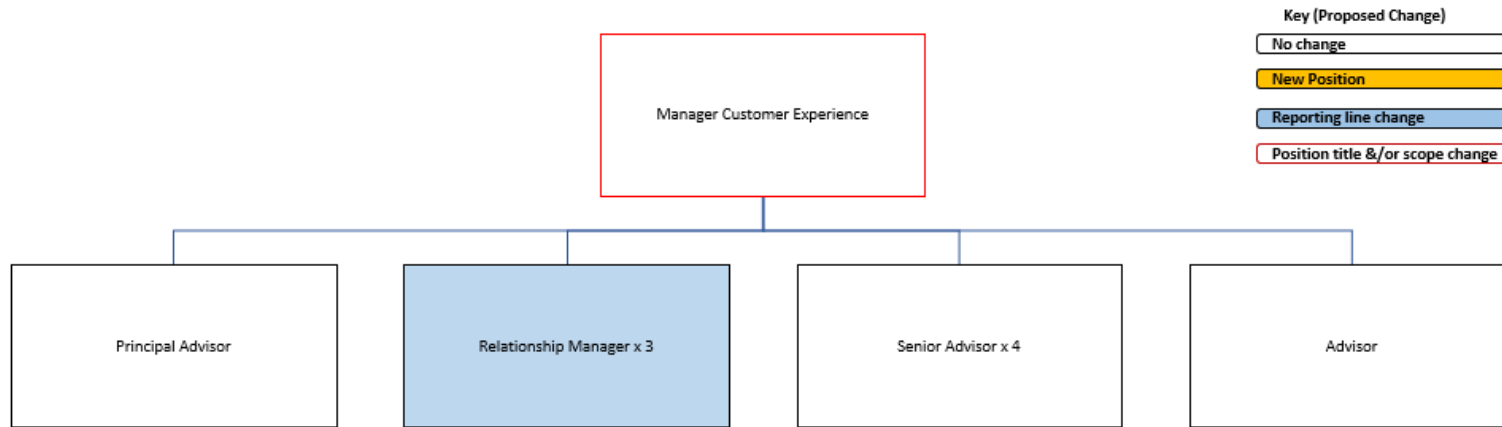 Key (Proposed Change)
No change
New Position
Reporting line change
Position title &/or scope change
Manager Customer Experience
Principal Advisor
Relationship Manager x 3
Senior Advisor x 4
Advisor